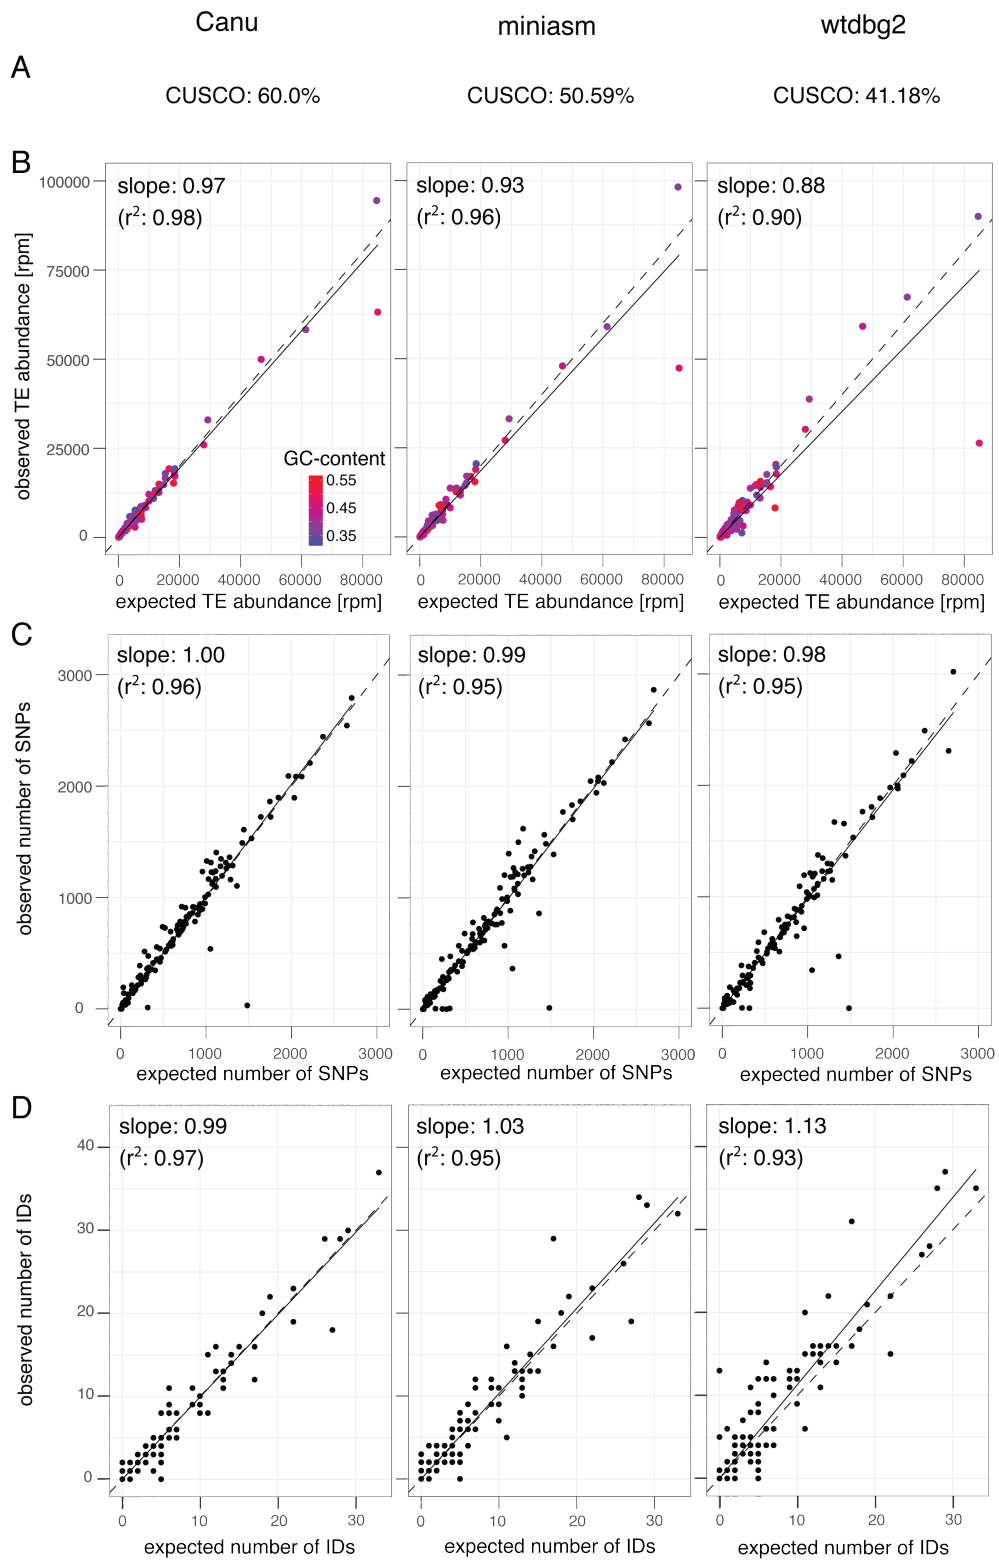 Canu miniasm wtdbg2
A
CUSCO: 60.0% CUSCO: 50.59% CUSCO: 41.18%
B
slope: 0.97 slope: 0.93 slope: 0.88
(r²: 0.98) (r²: 0.96) (r²: 0.90)
observed TE abundance [rpm]
100000
75000
50000
25000
0
GC-content
0.55
0.45
0.35
0 20000 40000 60000 80000 0 20000 40000 60000 80000 0 20000 40000 60000 80000
expected TE abundance [rpm] expected TE abundance [rpm] expected TE abundance [rpm]
C
slope: 1.00 slope: 0.99 slope: 0.98
(r²: 0.96) (r²: 0.95) (r²: 0.95)
observed number of SNPs
3000
2000
1000
0
0 1000 2000 3000 0 1000 2000 3000 0 1000 2000 3000
expected number of SNPs expected number of SNPs expected number of SNPs
D
slope: 0.99 slope: 1.03 slope: 1.13
(r²: 0.97) (r²: 0.95) (r²: 0.93)
observed number of IDs
40
30
20
10
0
0 10 20 30 0 10 20 30 0 10 20 30
expected number of IDs expected number of IDs expected number of IDs